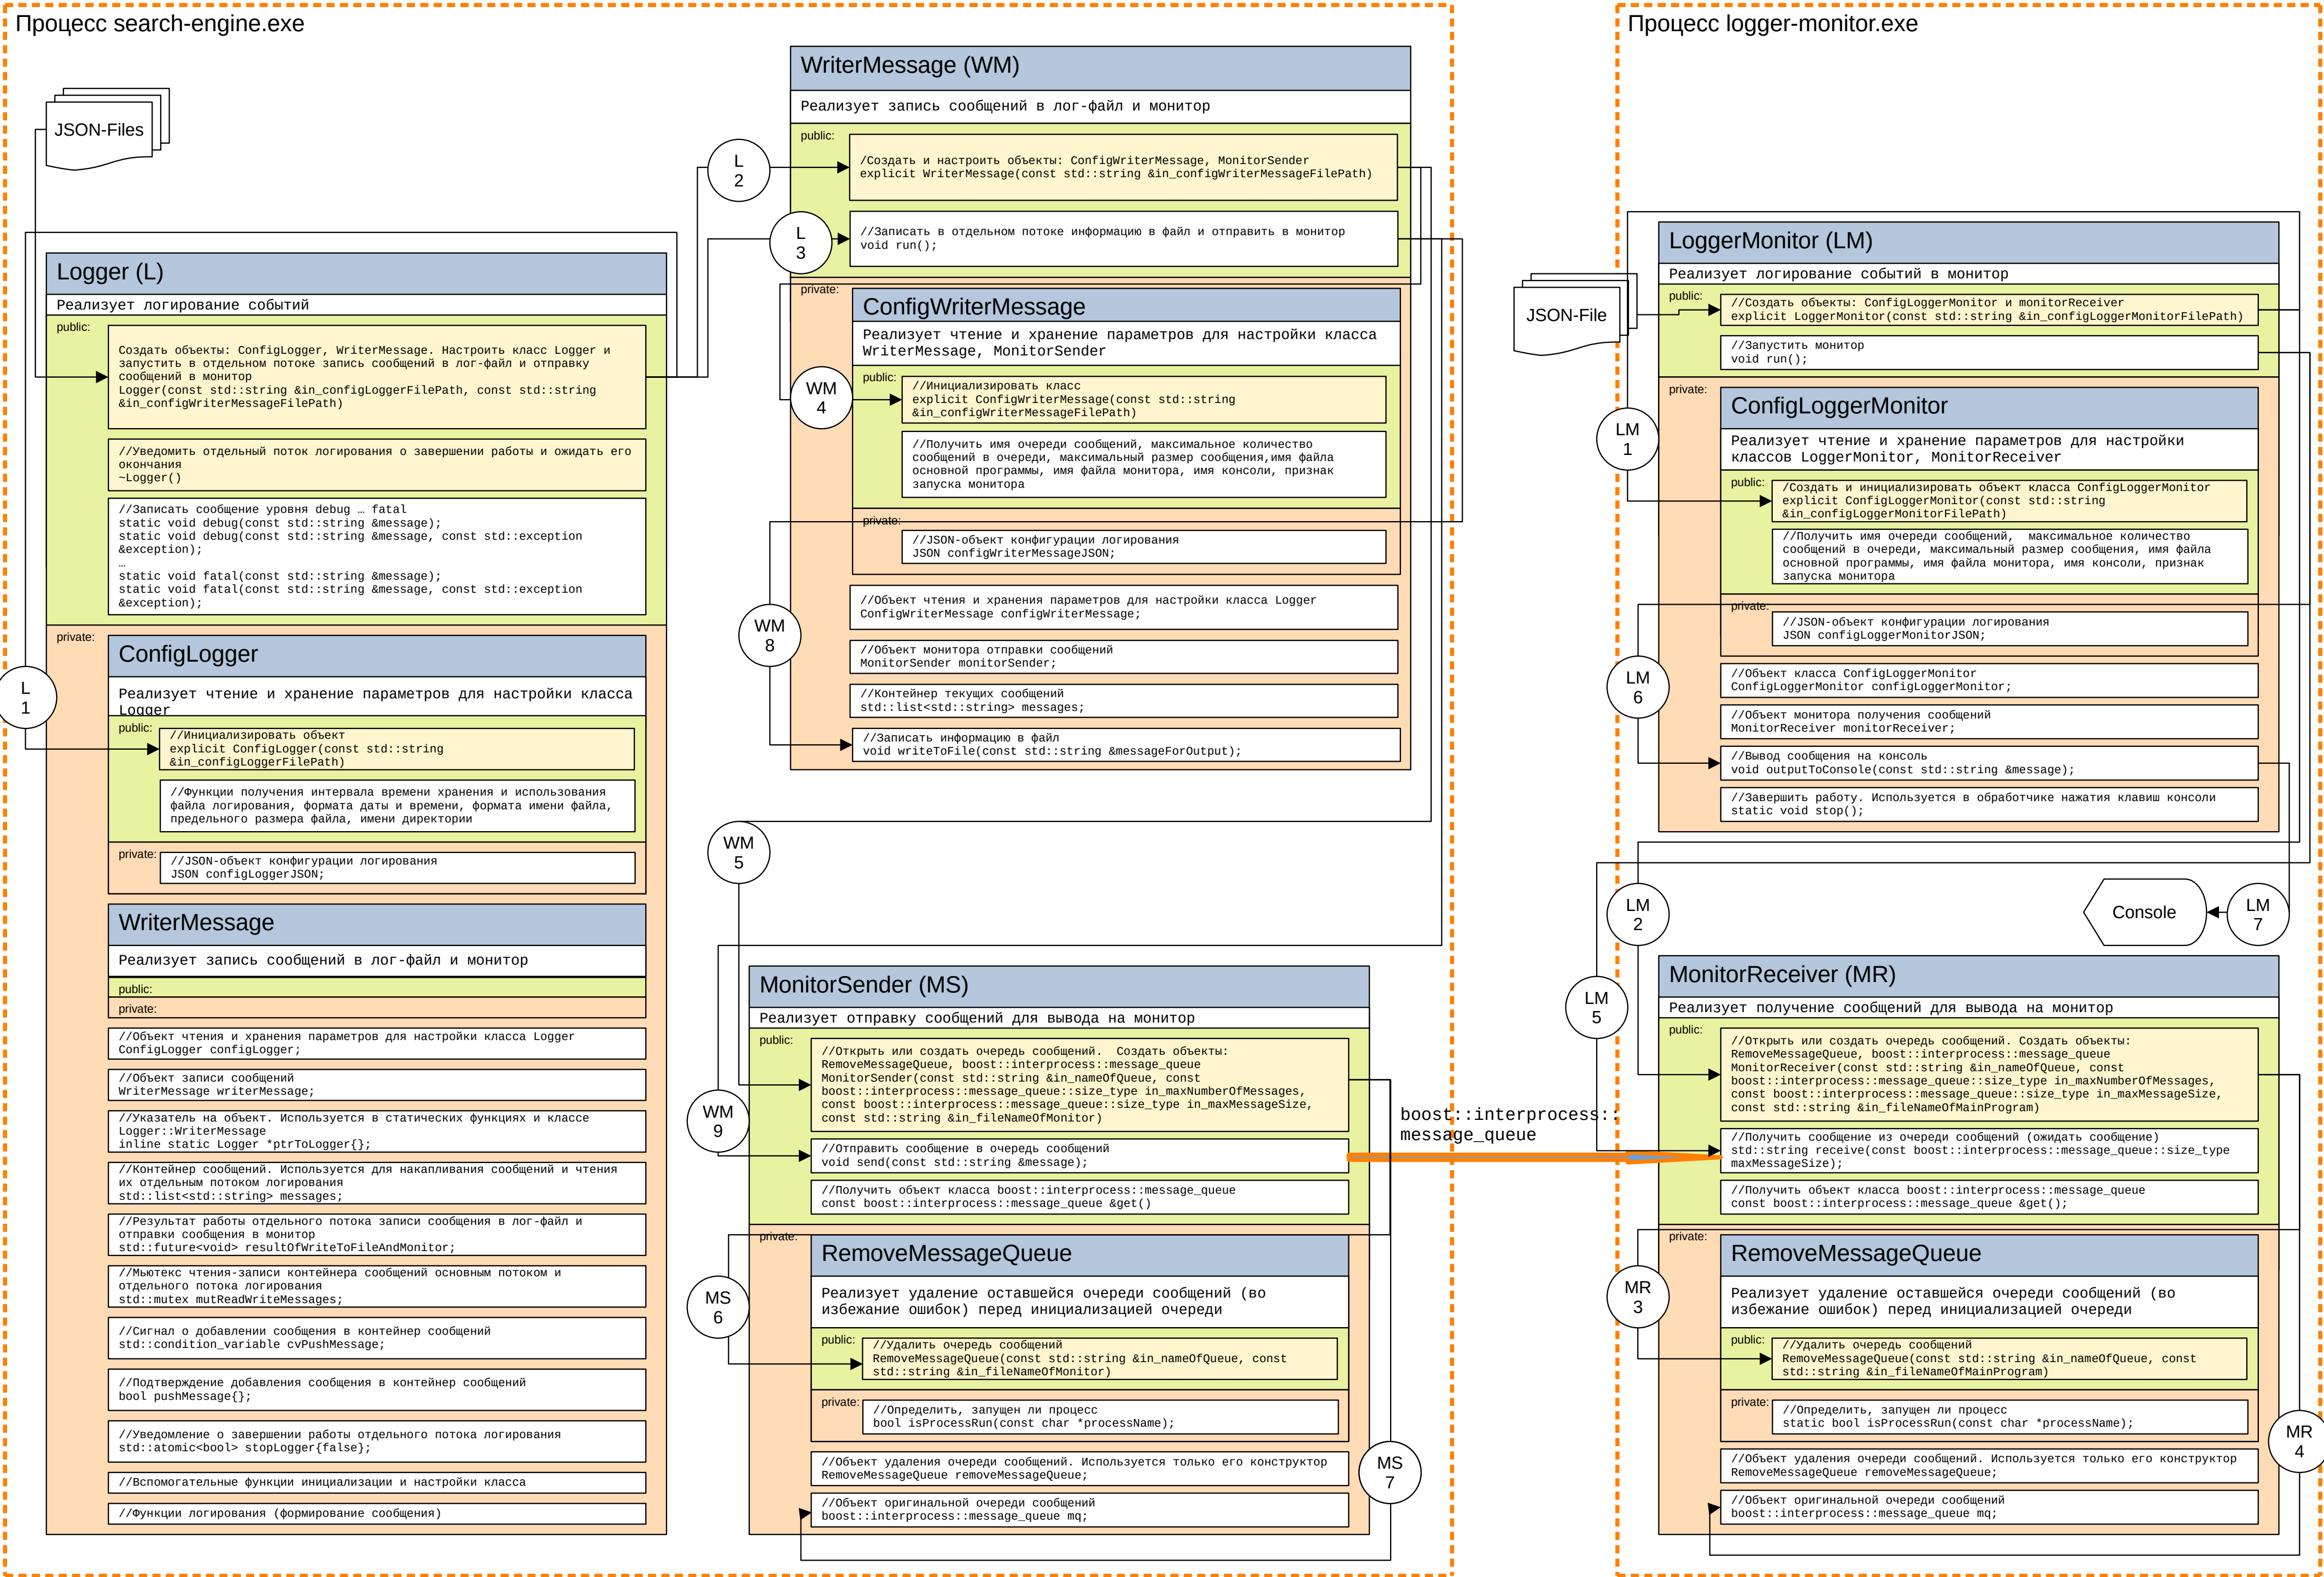 Процесс search-engine.exe
JSON-Files
L
1
Logger (L)
Реализует логирование событий
public:
Создать объекты: ConfigLogger, WriterMessage. Настроить класс Logger и
запустить в отдельном потоке запись сообщений в лог-файл и отправку
сообщений в монитор
Logger(const std::string &in_configLoggerFilePath, const std::string
&in_configWriterMessageFilePath)
//Уведомить отдельный поток логирования о завершении работы и ожидать его
окончания
~Logger()
//Записать сообщение уровня debug … fatal
static void debug(const std::string &message);
static void debug(const std::string &message, const std::exception
&exception);
…
static void fatal(const std::string &message);
static void fatal(const std::string &message, const std::exception
&exception);
private:
ConfigLogger
Реализует чтение и хранение параметров для настройки класса
Logger
public:
//Инициализировать объект
explicit ConfigLogger(const std::string
&in_configLoggerFilePath)
//Функции получения интервала времени хранения и использования
файла логирования, формата даты и времени, формата имени файла,
предельного размера файла, имени директории
private:
//JSON-объект конфигурации логирования
JSON configLoggerJSON;
WriterMessage
Реализует запись сообщений в лог-файл и монитор
public:
private:
//Объект чтения и хранения параметров для настройки класса Logger
ConfigLogger configLogger;
//Объект записи сообщений
WriterMessage writerMessage;
//Указатель на объект. Используется в статических функциях и классе
Logger::WriterMessage
inline static Logger *ptrToLogger{};
//Контейнер сообщений. Используется для накапливания сообщений и чтения
их отдельным потоком логирования
std::list<std::string> messages;
//Результат работы отдельного потока записи сообщения в лог-файл и
отправки сообщения в монитор
std::future<void> resultOfWriteToFileAndMonitor;
//Мьютекс чтения-записи контейнера сообщений основным потоком и
отдельного потока логирования
std::mutex mutReadWriteMessages;
//Сигнал о добавлении сообщения в контейнер сообщений
std::condition_variable cvPushMessage;
//Подтверждение добавления сообщения в контейнер сообщений
bool pushMessage{};
//Уведомление о завершении работы отдельного потока логирования
std::atomic<bool> stopLogger{false};
//Вспомогательные функции инициализации и настройки класса
//Функции логирования (формирование сообщения)
L
2
L
3
WriterMessage (WM)
Реализует запись сообщений в лог-файл и монитор
public:
/Создать и настроить объекты: ConfigWriterMessage, MonitorSender
explicit WriterMessage(const std::string &in_configWriterMessageFilePath)
//Записать в отдельном потоке информацию в файл и отправить в монитор
void run();
private:
ConfigWriterMessage
Реализует чтение и хранение параметров для настройки класса
WriterMessage, MonitorSender
WM
4
public:
//Инициализировать класс
explicit ConfigWriterMessage(const std::string
&in_configWriterMessageFilePath)
//Получить имя очереди сообщений, максимальное количество
сообщений в очереди, максимальный размер сообщения,имя файла
основной программы, имя файла монитора, имя консоли, признак
запуска монитора
private:
//JSON-объект конфигурации логирования
JSON configWriterMessageJSON;
WM
8
//Объект чтения и хранения параметров для настройки класса Logger
ConfigWriterMessage configWriterMessage;
//Объект монитора отправки сообщений
MonitorSender monitorSender;
//Контейнер текущих сообщений
std::list<std::string> messages;
//Записать информацию в файл
void writeToFile(const std::string &messageForOutput);
WM
5
WM
9
MonitorSender (MS)
Реализует отправку сообщений для вывода на монитор
public:
//Открыть или создать очередь сообщений.  Создать объекты:
RemoveMessageQueue, boost::interprocess::message_queue
MonitorSender(const std::string &in_nameOfQueue, const
boost::interprocess::message_queue::size_type in_maxNumberOfMessages,
const boost::interprocess::message_queue::size_type in_maxMessageSize,
const std::string &in_fileNameOfMonitor)
//Отправить сообщение в очередь сообщений
void send(const std::string &message);
//Получить объект класса boost::interprocess::message_queue
const boost::interprocess::message_queue &get()
private:
RemoveMessageQueue
Реализует удаление оставшейся очереди сообщений (во
избежание ошибок) перед инициализацией очереди
MS
6
public:
//Удалить очередь сообщений
RemoveMessageQueue(const std::string &in_nameOfQueue, const
std::string &in_fileNameOfMonitor)
private:
//Определить, запущен ли процесс
bool isProcessRun(const char *processName);
//Объект удаления очереди сообщений. Используется только его конструктор
RemoveMessageQueue removeMessageQueue;
MS
7
//Объект оригинальной очереди сообщений
boost::interprocess::message_queue mq;
boost::interprocess::
message_queue
Процесс logger-monitor.exe
JSON-File
LoggerMonitor (LM)
Реализует логирование событий в монитор
public:
//Создать объекты: ConfigLoggerMonitor и monitorReceiver
explicit LoggerMonitor(const std::string &in_configLoggerMonitorFilePath)
//Запустить монитор
void run();
private:
LM
1
ConfigLoggerMonitor
Реализует чтение и хранение параметров для настройки
классов LoggerMonitor, MonitorReceiver
public:
/Создать и инициализировать объект класса ConfigLoggerMonitor
explicit ConfigLoggerMonitor(const std::string
&in_configLoggerMonitorFilePath)
//Получить имя очереди сообщений,  максимальное количество
сообщений в очереди, максимальный размер сообщения, имя файла
основной программы, имя файла монитора, имя консоли, признак
запуска монитора
private:
//JSON-объект конфигурации логирования
JSON configLoggerMonitorJSON;
LM
6
//Объект класса ConfigLoggerMonitor
ConfigLoggerMonitor configLoggerMonitor;
//Объект монитора получения сообщений
MonitorReceiver monitorReceiver;
//Вывод сообщения на консоль
void outputToConsole(const std::string &message);
//Завершить работу. Используется в обработчике нажатия клавиш консоли
static void stop();
LM
2
Console
LM
7
LM
5
MonitorReceiver (MR)
Реализует получение сообщений для вывода на монитор
public:
//Открыть или создать очередь сообщений. Создать объекты:
RemoveMessageQueue, boost::interprocess::message_queue
MonitorReceiver(const std::string &in_nameOfQueue, const
boost::interprocess::message_queue::size_type in_maxNumberOfMessages,
const boost::interprocess::message_queue::size_type in_maxMessageSize,
const std::string &in_fileNameOfMainProgram)
//Получить сообщение из очереди сообщений (ожидать сообщение)
std::string receive(const boost::interprocess::message_queue::size_type
maxMessageSize);
//Получить объект класса boost::interprocess::message_queue
const boost::interprocess::message_queue &get();
private:
RemoveMessageQueue
Реализует удаление оставшейся очереди сообщений (во
избежание ошибок) перед инициализацией очереди
MR
3
public:
//Удалить очередь сообщений
RemoveMessageQueue(const std::string &in_nameOfQueue, const
std::string &in_fileNameOfMainProgram)
private:
//Определить, запущен ли процесс
static bool isProcessRun(const char *processName);
MR
4
//Объект удаления очереди сообщений. Используется только его конструктор
RemoveMessageQueue removeMessageQueue;
//Объект оригинальной очереди сообщений
boost::interprocess::message_queue mq;